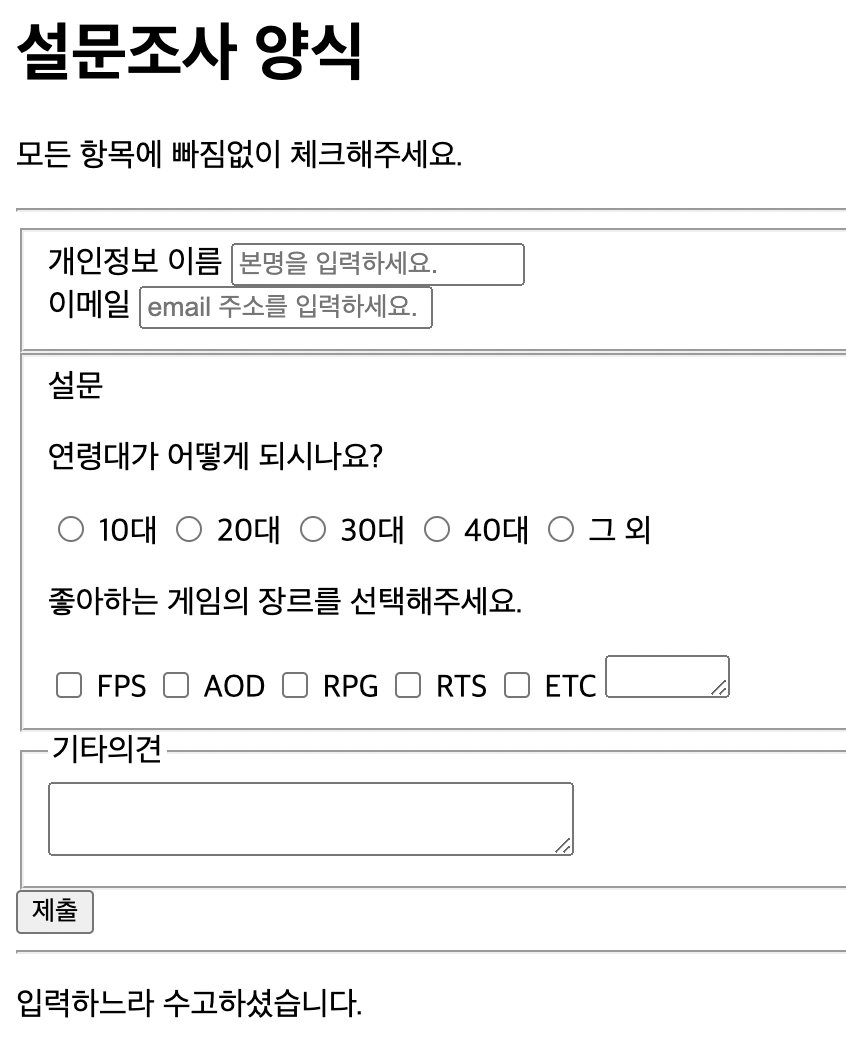 설문조사 양식
모든 항목에 빠짐없이 체크해주세요.
개인정보 이름 본명을 입력하세요.
이메일 email 주소를 입력하세요.
설문
연령대가 어떻게 되시나요?
10대 20대 30대 40대 그 외
좋아하는 게임의 장르를 선택해주세요.
FPS AOD RPG RTS ETC
기타의견
제출
입력하느라 수고하셨습니다.